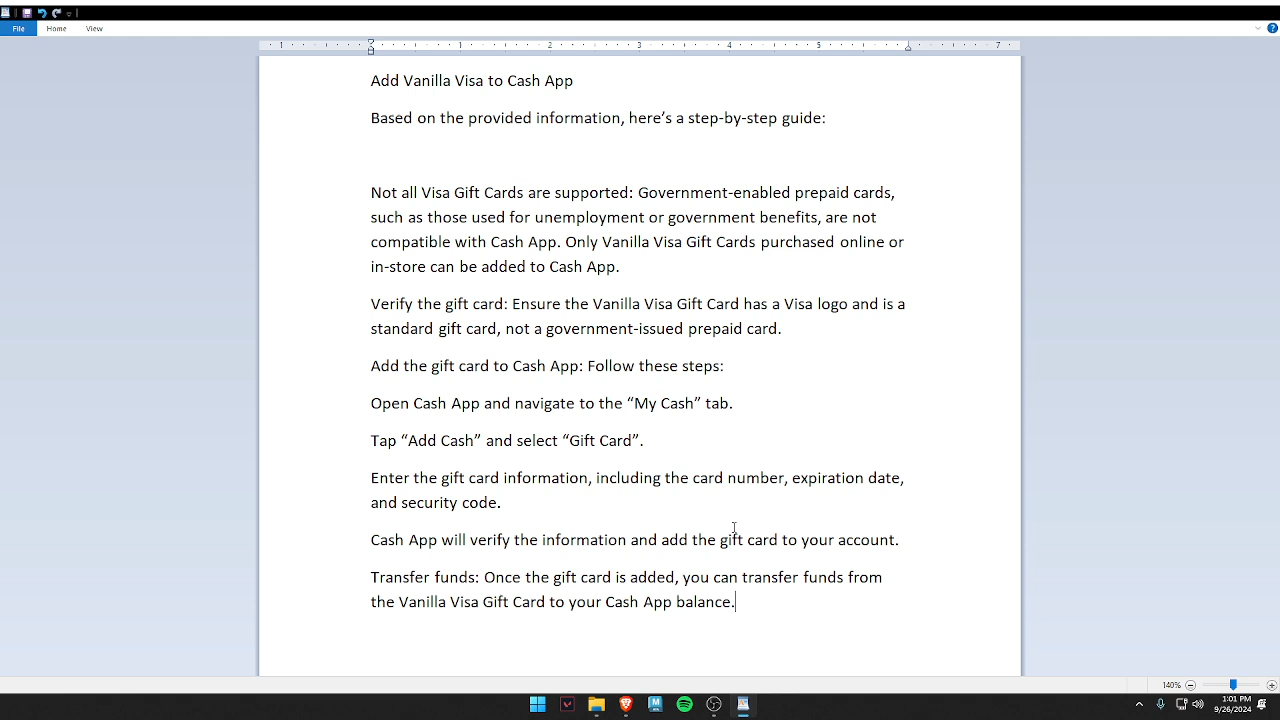 File Home View
1 1 2 3 4 5 7
Add Vanilla Visa to Cash App
Based on the provided information, here’s a step-by-step guide:
Not all Visa Gift Cards are supported: Government-enabled prepaid cards,
such as those used for unemployment or government benefits, are not
compatible with Cash App. Only Vanilla Visa Gift Cards purchased online or
in-store can be added to Cash App.
Verify the gift card: Ensure the Vanilla Visa Gift Card has a Visa logo and is a
standard gift card, not a government-issued prepaid card.
Add the gift card to Cash App: Follow these steps:
Open Cash App and navigate to the “My Cash” tab.
Tap “Add Cash” and select “Gift Card”.
Enter the gift card information, including the card number, expiration date,
and security code.
Cash App will verify the information and add the gift card to your account.
Transfer funds: Once the gift card is added, you can transfer funds from
the Vanilla Visa Gift Card to your Cash App balance.
140%
1:01 PM
9/26/2024